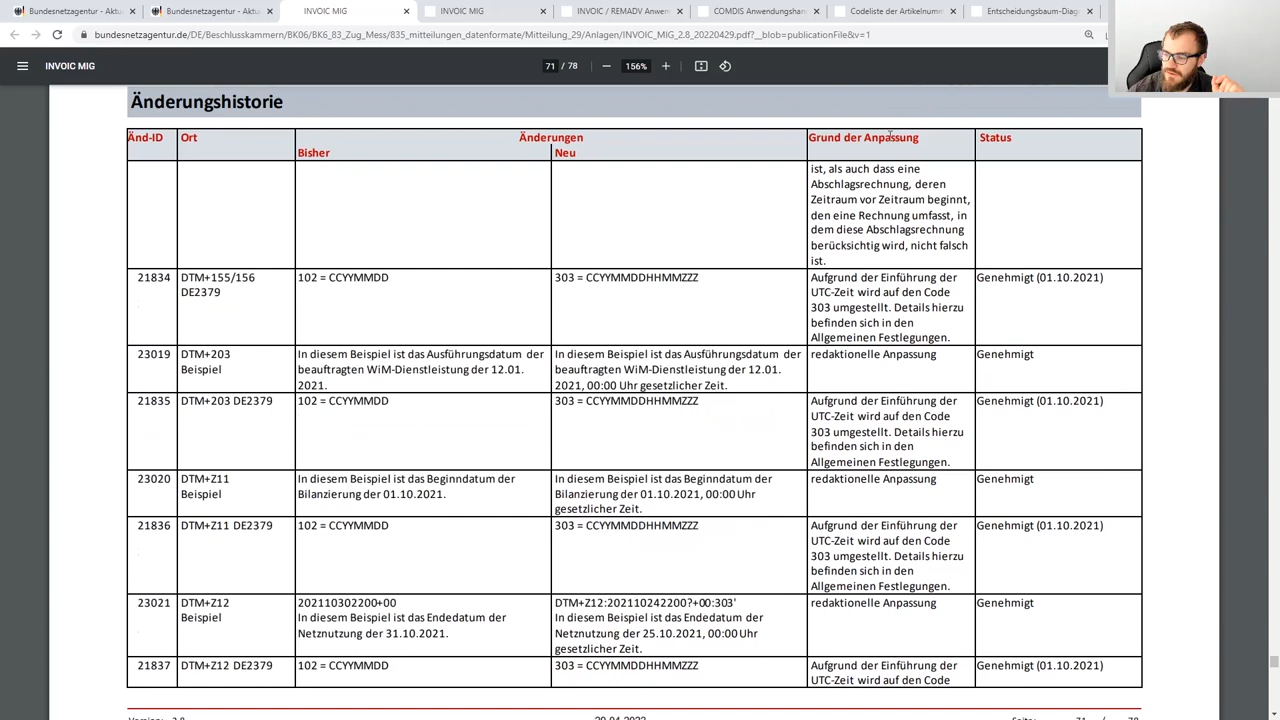 Bundesnetzagentur - Aktu
Bundesnetzagentur - Aktu
INVOIC MIG
INVOIC MIG
INVOIC / REMADV Anwen
COMDIS Anwendungshan
Codeliste der Artikelnumm
Entscheidungsbaum-Diag
bundesnetzagentur.de/DE/Beschlusskammern/BK06/BK6_83_Zug_Mess/835_mitteilungen_datenformate/Mitteilung_29/Anlagen/INVOIC_MIG_2.8_20220429.pdf?__blob=publicationFile&v=1
INVOIC MIG
71 / 78
156%
Änderungshistorie
Änd-ID
Ort
Änderungen
Grund der Anpassung
Status
Bisher
Neu
ist, als auch dass eine
Abschlagsrechnung, deren
Zeitraum vor Zeitraum beginnt,
den eine Rechnung umfasst, in
dem diese Abschlagsrechnung
berücksichtig wird, nicht falsch
ist.
21834
DTM+155/156
DE2379
102 = CCYYMMDD
303 = CCYYMMDDHHMMZZZ
Aufgrund der Einführung der
UTC-Zeit wird auf den Code
303 umgestellt. Details hierzu
befinden sich in den
Allgemeinen Festlegungen.
Genehmigt (01.10.2021)
23019
DTM+203
Beispiel
In diesem Beispiel ist das Ausführungsdatum der
beauftragten WiM-Dienstleistung der 12.01.
2021.
In diesem Beispiel ist das Ausführungsdatum der
beauftragten WiM-Dienstleistung der 12.01.
2021, 00:00 Uhr gesetzlicher Zeit.
redaktionelle Anpassung
Genehmigt
21835
DTM+203 DE2379
102 = CCYYMMDD
303 = CCYYMMDDHHMMZZZ
Aufgrund der Einführung der
UTC-Zeit wird auf den Code
303 umgestellt. Details hierzu
befinden sich in den
Allgemeinen Festlegungen.
Genehmigt (01.10.2021)
23020
DTM+Z11
Beispiel
In diesem Beispiel ist das Beginndatum der
Bilanzierung der 01.10.2021.
In diesem Beispiel ist das Beginndatum der
Bilanzierung der 01.10.2021, 00:00 Uhr
gesetzlicher Zeit.
redaktionelle Anpassung
Genehmigt
21836
DTM+Z11 DE2379
102 = CCYYMMDD
303 = CCYYMMDDHHMMZZZ
Aufgrund der Einführung der
UTC-Zeit wird auf den Code
303 umgestellt. Details hierzu
befinden sich in den
Allgemeinen Festlegungen.
Genehmigt (01.10.2021)
23021
DTM+Z12
Beispiel
202110302200+00
In diesem Beispiel ist das Endedatum der
Netznutzung der 31.10.2021.
DTM+Z12:202110242200?+00:303'
In diesem Beispiel ist das Endedatum der
Netznutzung der 25.10.2021, 00:00 Uhr
gesetzlicher Zeit.
redaktionelle Anpassung
Genehmigt
21837
DTM+Z12 DE2379
102 = CCYYMMDD
303 = CCYYMMDDHHMMZZZ
Aufgrund der Einführung der
UTC-Zeit wird auf den Code
Genehmigt (01.10.2021)
Version: 2.8
29.04.2022
Seite: 71 / 78